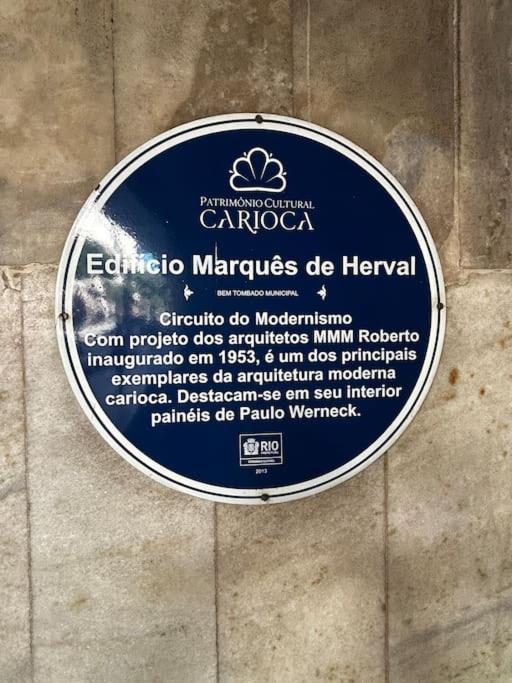 PATRIMÔNIO CULTURAL
CARIOCA
Edifício Marquês de Herval
BEM TOMBADO MUNICIPAL
Circuito do Modernismo
Com projeto dos arquitetos MMM Roberto
inaugurado em 1953, é um dos principais
exemplares da arquitetura moderna
carioca. Destacam-se em seu interior
painéis de Paulo Werneck.
RIO
PREFEITURA
2013